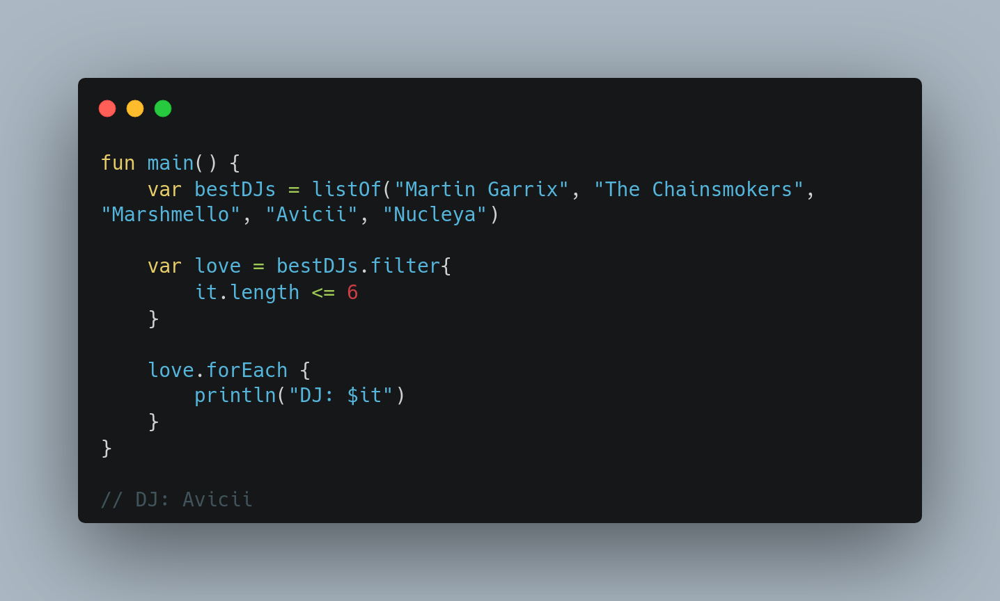 fun main() {
    var bestDJs = listOf("Martin Garrix", "The Chainsmokers",
"Marshmello", "Avicii", "Nucleya")

    var love = bestDJs.filter{
        it.length <= 6
    }

    love.forEach {
        println("DJ: $it")
    }
}

// DJ: Avicii